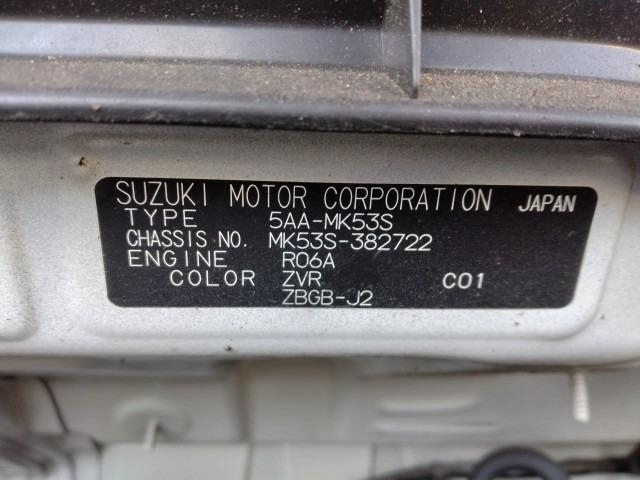 SUZUKI MOTOR CORPORATION JAPAN
TYPE 5AA-MK53S
CHASSIS NO. MK53S-382722
ENGINE R06A
COLOR ZVR C01
ZBGB-J2